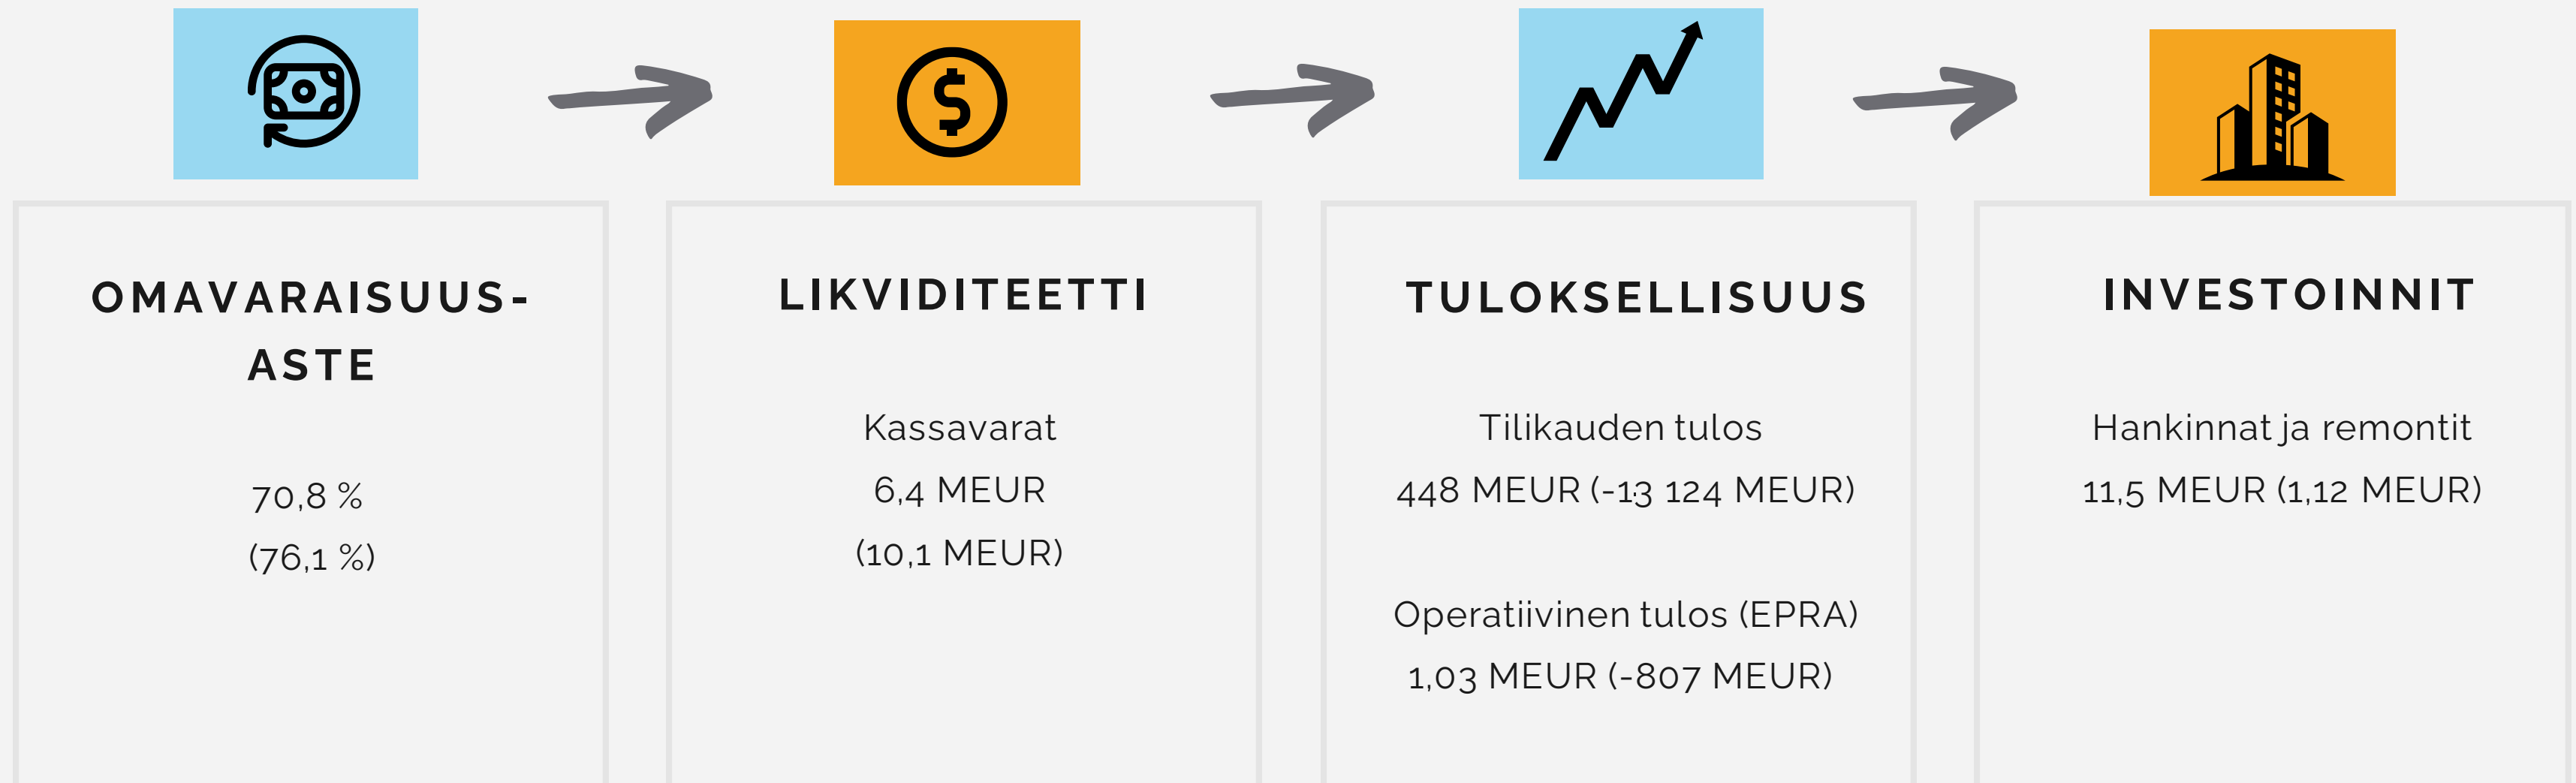 OMAVARAISUUS-
ASTE
70,8 %
(76,1 %)
LIKVIDITEETTI
Kassavarat
6,4 MEUR
(10,1 MEUR)
TULOKSELLISUUS
Tilikauden tulos
448 MEUR (-13 124 MEUR)
Operatiivinen tulos (EPRA)
1,03 MEUR (-807 MEUR)
INVESTOINNIT
Hankinnat ja remontit
11,5 MEUR (1,12 MEUR)